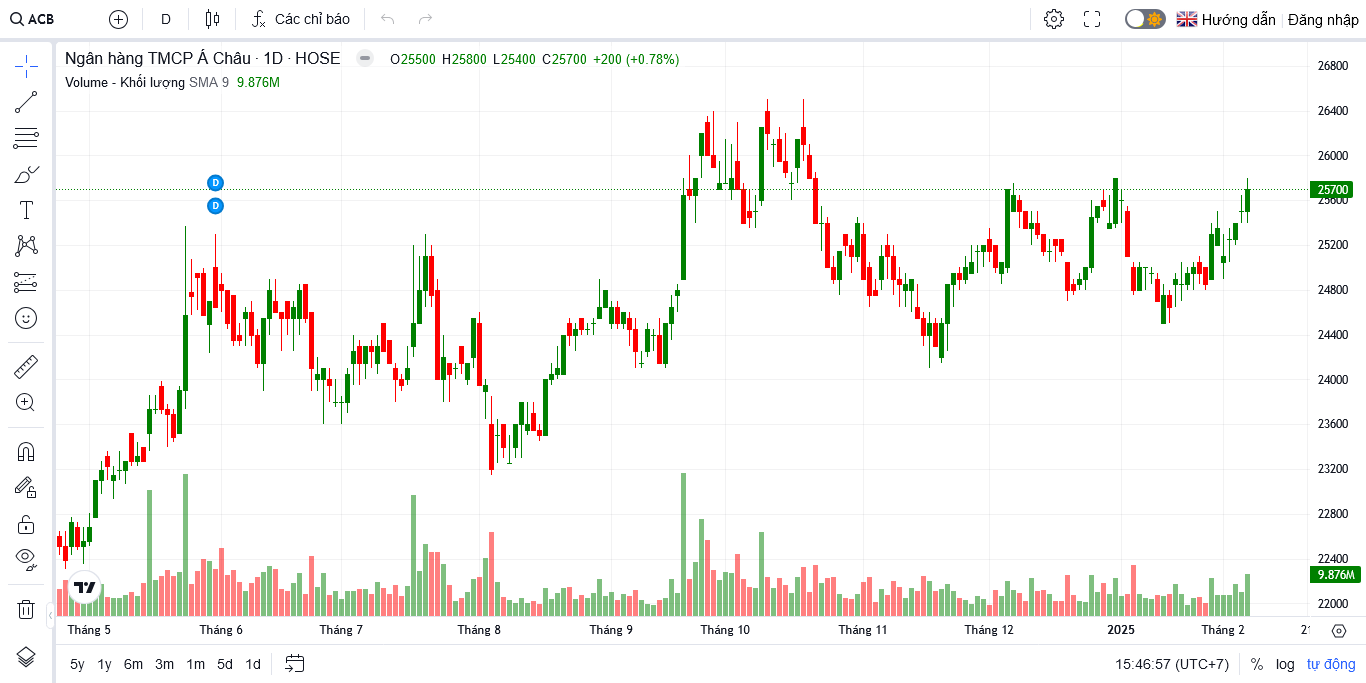 ACB D Các chỉ báo Hướng dẫn Đăng nhập
Ngân hàng TMCP Á Châu · 1D · HOSE O25500 H25800 L25400 C25700 +200 (+0.78%)
Volume - Khối lượng SMA 9 9.876M
26800
26400
26000
25700
25600
25200
24800
24400
24000
23600
23200
22800
22400
9.876M
22000
D
D
Tháng 5 Tháng 6 Tháng 7 Tháng 8 Tháng 9 Tháng 10 Tháng 11 Tháng 12 2025 Tháng 2
5y 1y 6m 3m 1m 5d 1d 15:46:57 (UTC+7) % log tự động